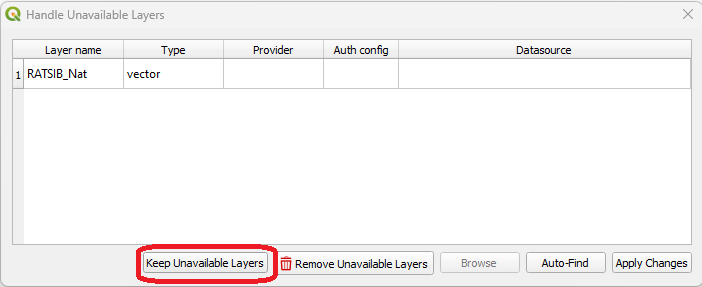 Handle Unavailable Layers
Layer name Type Provider Auth config Datasource
1 RATSIB_Nat vector
Keep Unavailable Layers Remove Unavailable Layers Browse Auto-Find Apply Changes